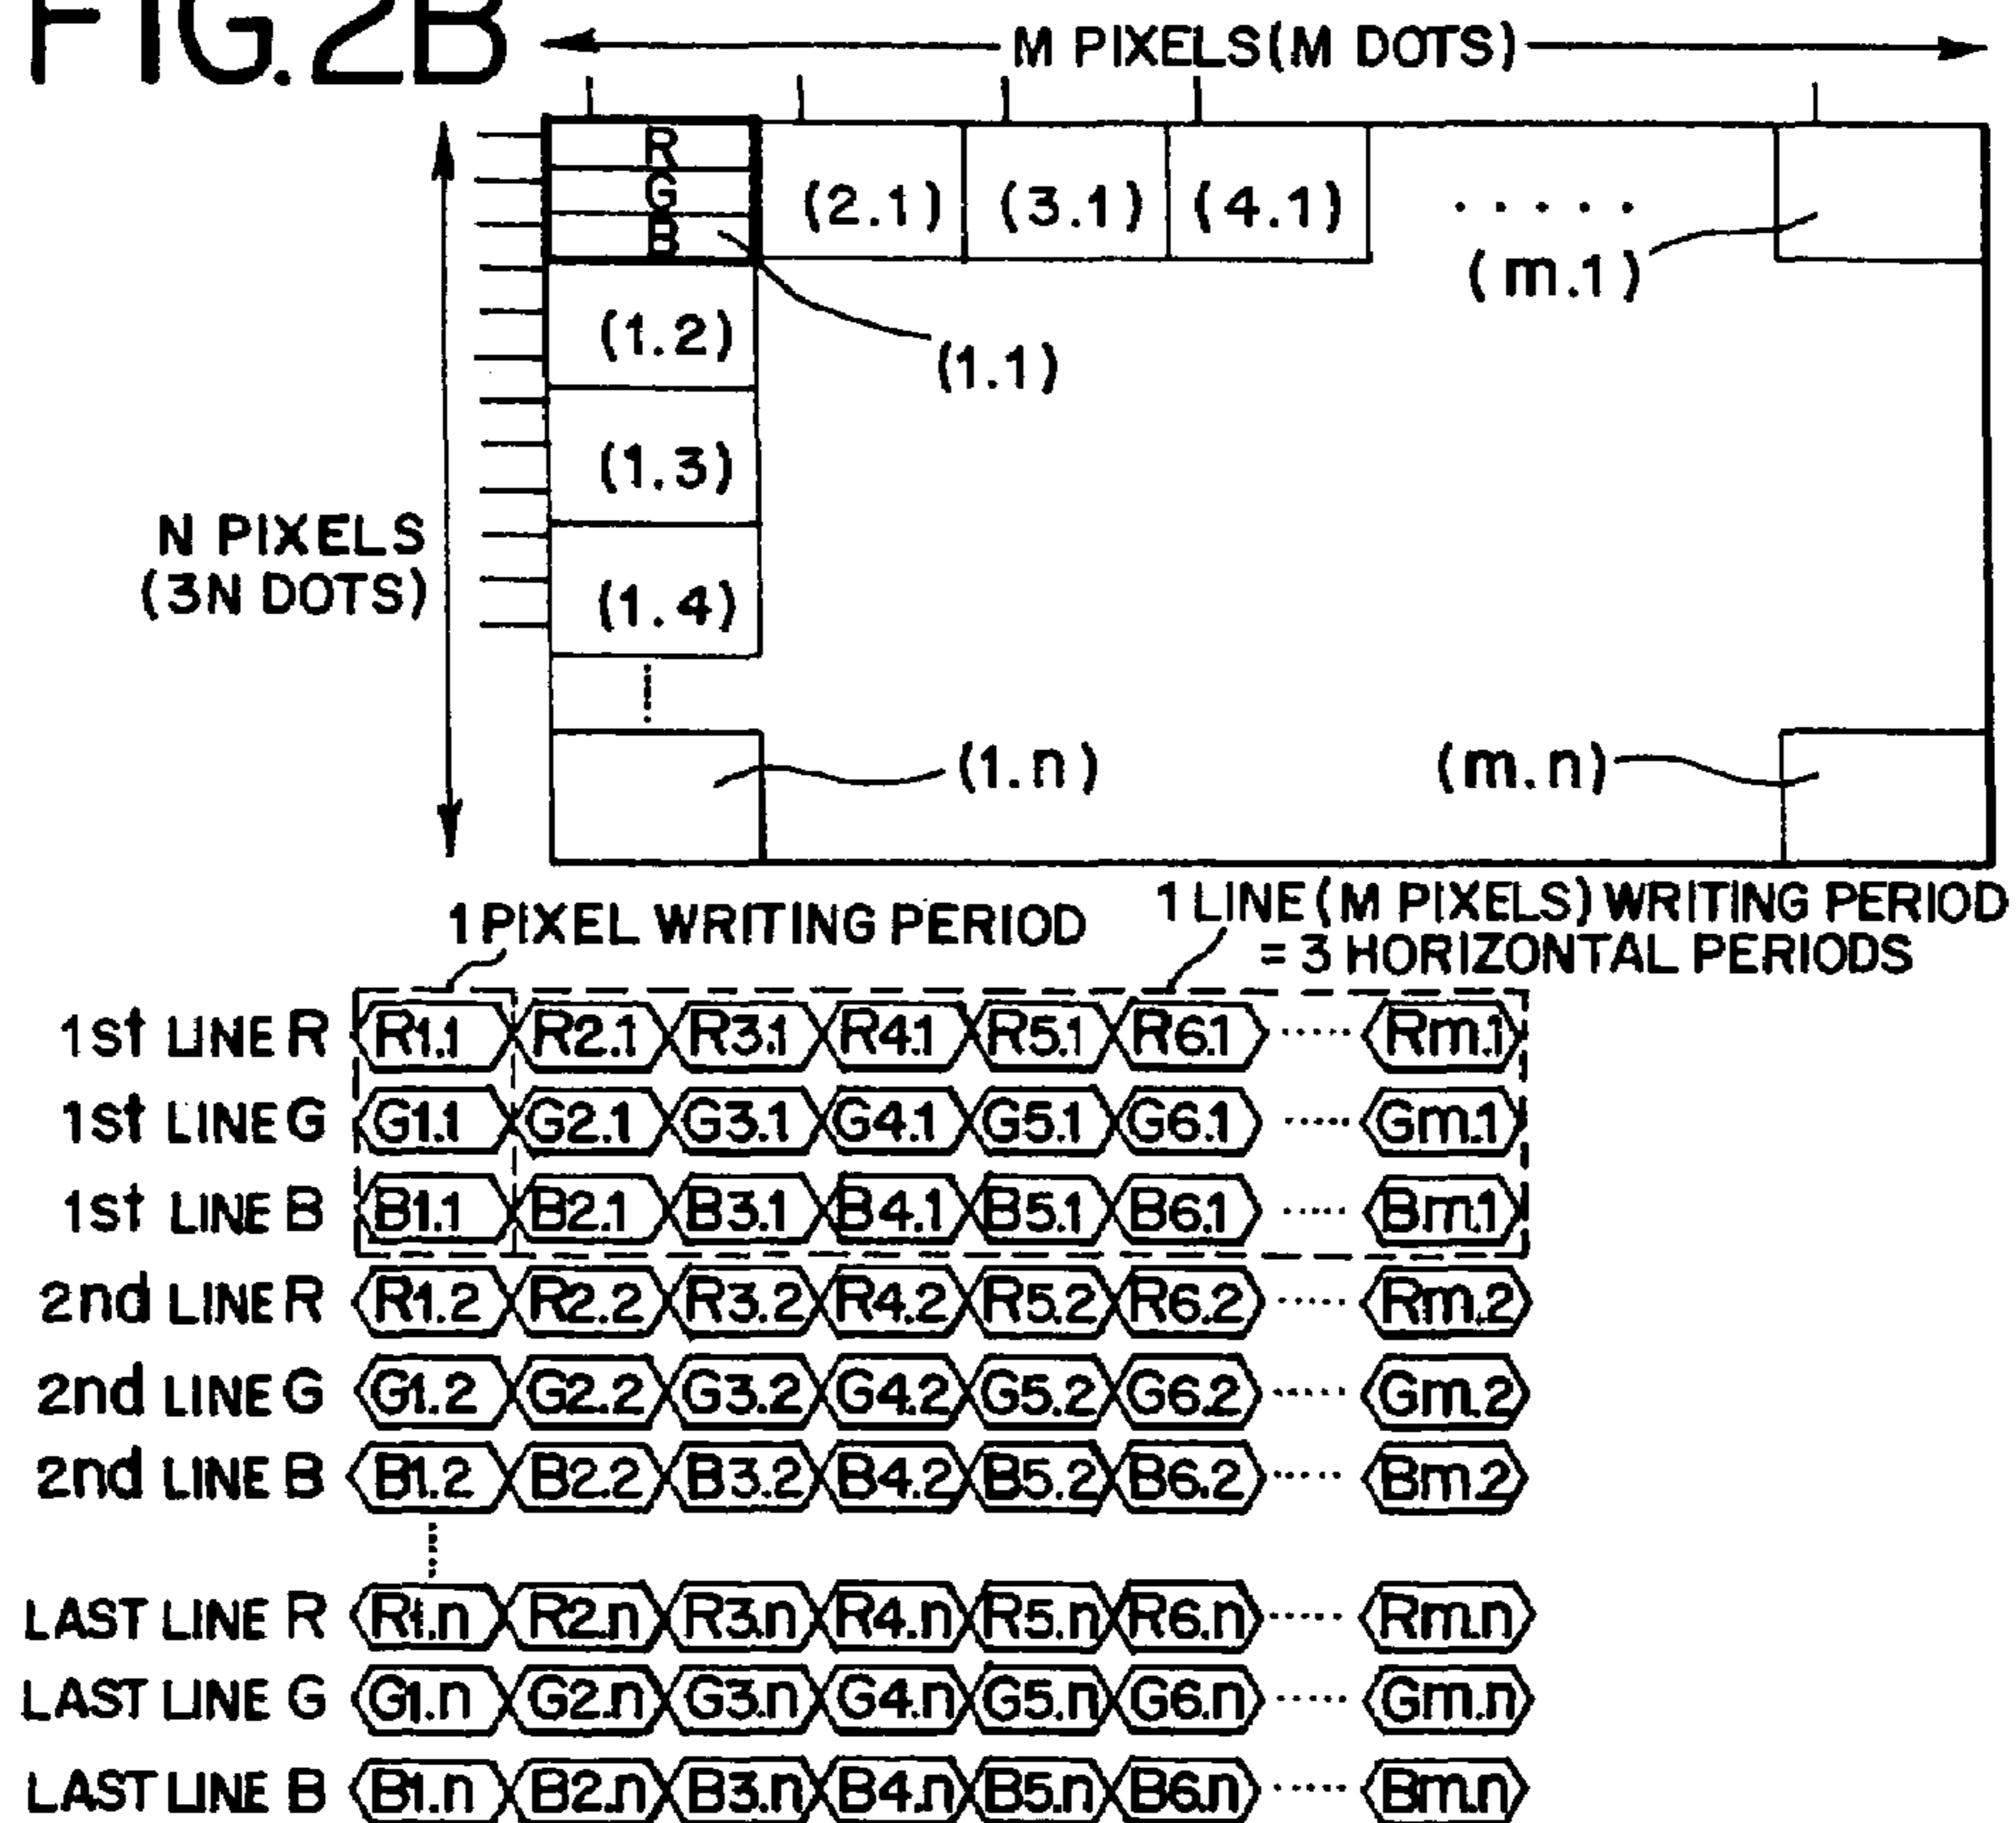 FIG.2B
M PIXELS(M DOTS)
R
G
B
(2.1) (3.1) (4.1) .....
(m.1)
(1.2)
(1.1)
(1.3)
N PIXELS
(3N DOTS)
(1.4)
(1.n) (m.n)
1 PIXEL WRITING PERIOD
1 LINE(M PIXELS)WRITING PERIOD
= 3 HORIZONTAL PERIODS
1st LINE R R1.1 R2.1 R3.1 R4.1 R5.1 R6.1 ..... Rm.1
1st LINE G G1.1 G2.1 G3.1 G4.1 G5.1 G6.1 ..... Gm.1
1st LINE B B1.1 B2.1 B3.1 B4.1 B5.1 B6.1 ..... Bm.1
2nd LINE R R1.2 R2.2 R3.2 R4.2 R5.2 R6.2 ..... Rm.2
2nd LINE G G1.2 G2.2 G3.2 G4.2 G5.2 G6.2 ..... Gm.2
2nd LINE B B1.2 B2.2 B3.2 B4.2 B5.2 B6.2 ..... Bm.2
LAST LINE R R1.n R2.n R3.n R4.n R5.n R6.n ..... Rm.n
LAST LINE G G1.n G2.n G3.n G4.n G5.n G6.n ..... Gm.n
LAST LINE B B1.n B2.n B3.n B4.n B5.n B6.n ..... Bm.n